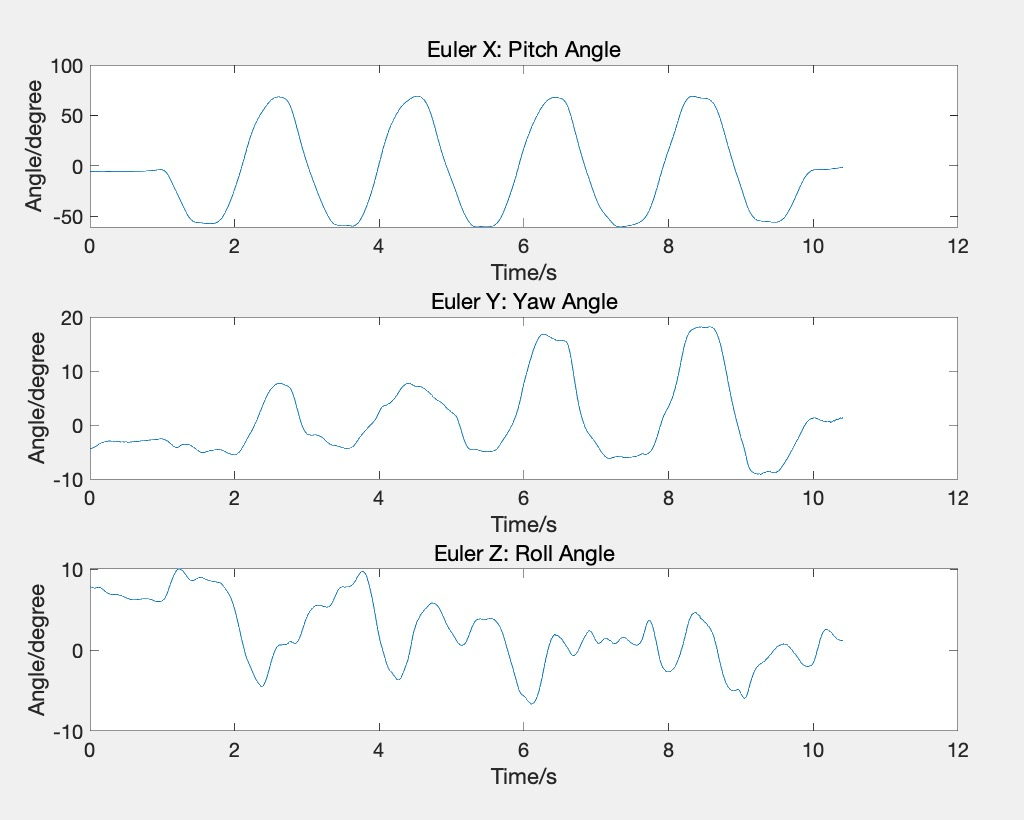 Euler X: Pitch Angle
100
50
0
-50
Angle/degree
0 2 4 6 8 10 12
Time/s
Euler Y: Yaw Angle
20
10
0
-10
Angle/degree
0 2 4 6 8 10 12
Time/s
Euler Z: Roll Angle
10
0
-10
Angle/degree
0 2 4 6 8 10 12
Time/s